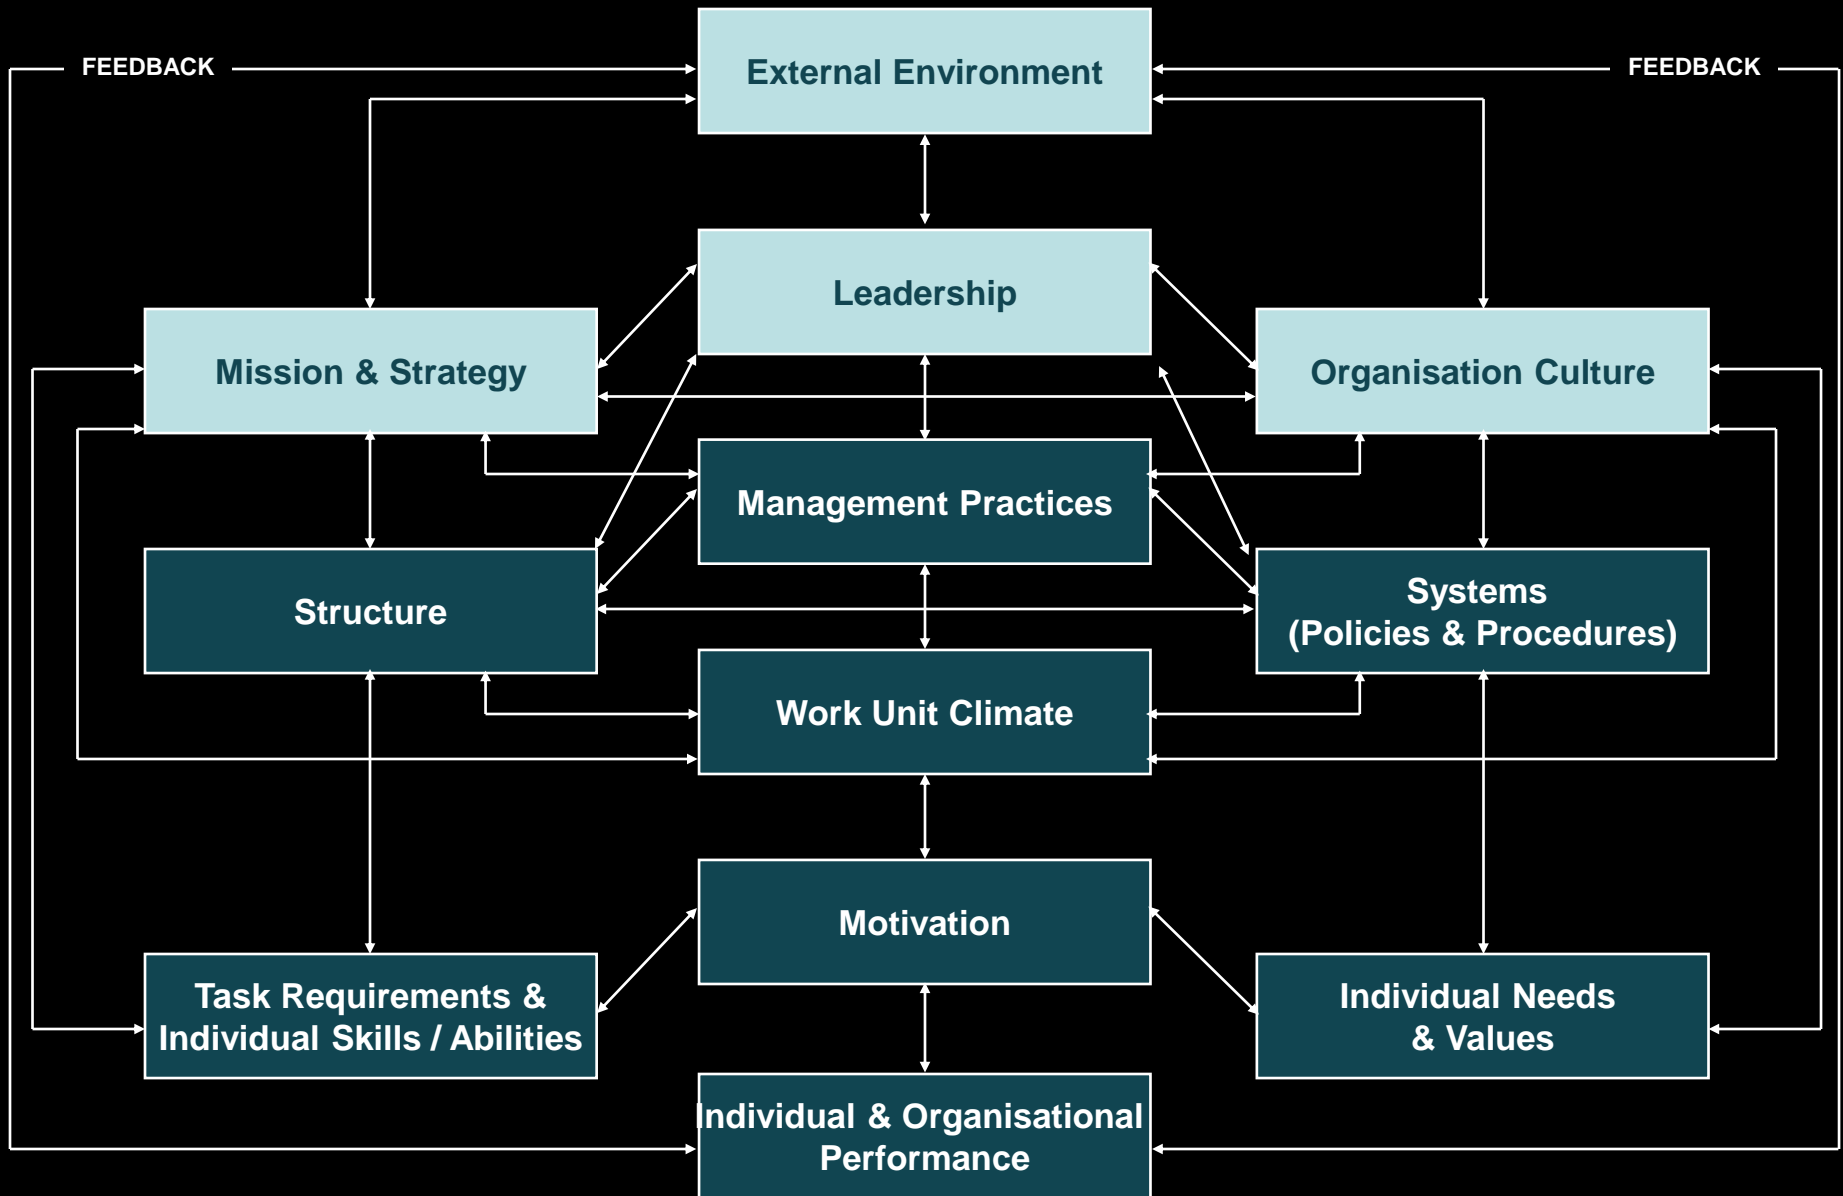 FEEDBACK
FEEDBACK
External Environment
Leadership
Mission & Strategy
Organisation Culture
Management Practices
Structure
Systems
(Policies & Procedures)
Work Unit Climate
Motivation
Task Requirements &
Individual Skills / Abilities
Individual Needs
& Values
Individual & Organisational
Performance